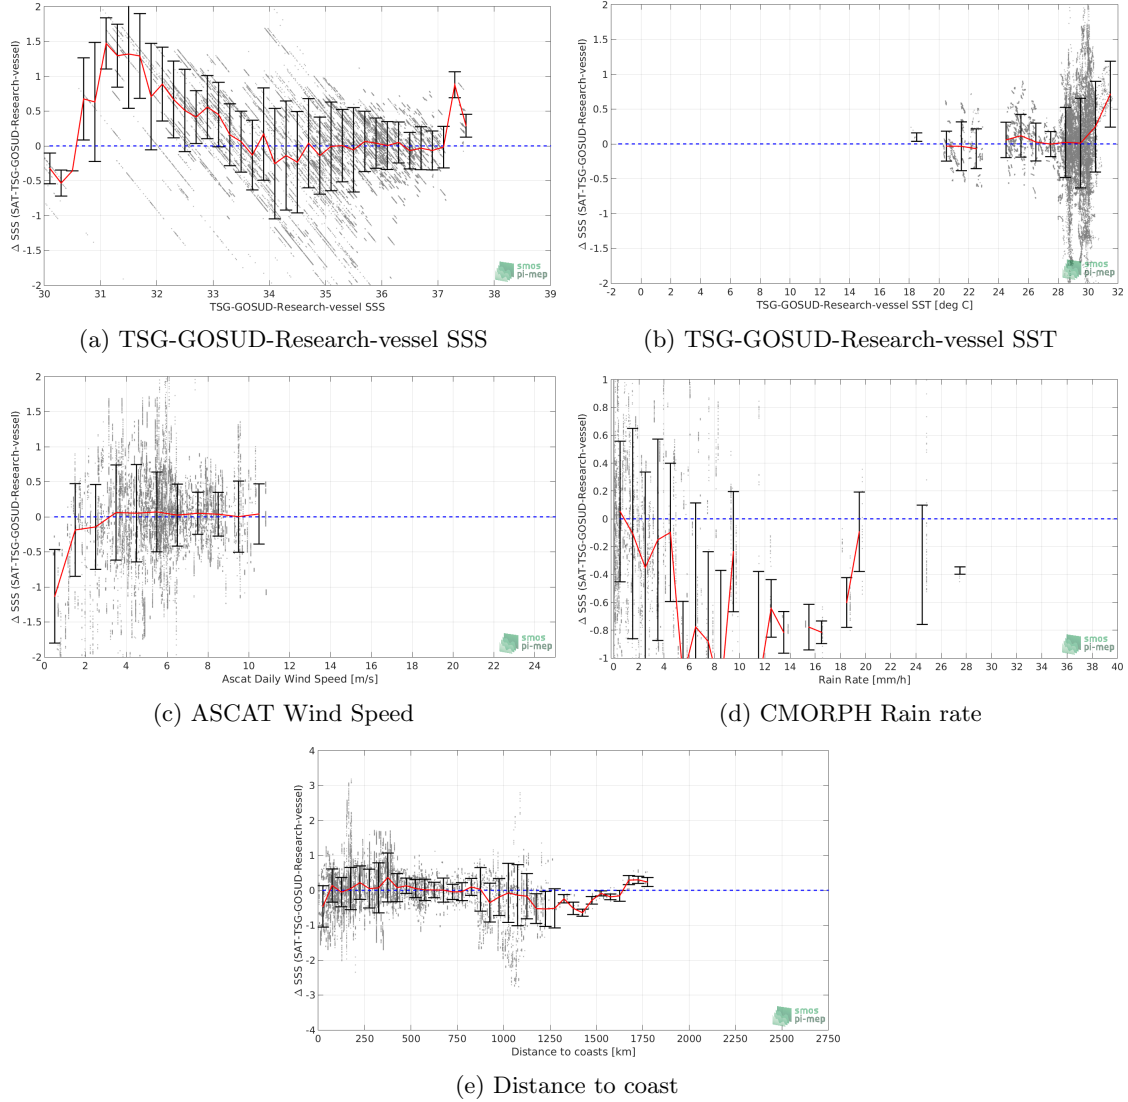 Δ SSS (SAT-TSG-GOSUD-Research-vessel)
2
1.5
1
0.5
0
-0.5
-1
-1.5
-2
30 31 32 33 34 35 36 37 38 39
TSG-GOSUD-Research-vessel SSS
smos
pi-mep
(a) TSG-GOSUD-Research-vessel SSS
Δ SSS (SAT-TSG-GOSUD-Research-vessel)
2
1.5
1
0.5
0
-0.5
-1
-1.5
-2
-2 0 2 4 6 8 10 12 14 16 18 20 22 24 26 28 30 32
TSG-GOSUD-Research-vessel SST [deg C]
smos
pi-mep
(b) TSG-GOSUD-Research-vessel SST
Δ SSS (SAT-TSG-GOSUD-Research-vessel)
2
1.5
1
0.5
0
-0.5
-1
-1.5
-2
0 2 4 6 8 10 12 14 16 18 20 22 24
Ascat Daily Wind Speed [m/s]
smos
pi-mep
(c) ASCAT Wind Speed
Δ SSS (SAT-TSG-GOSUD-Research-vessel)
1
0.8
0.6
0.4
0.2
0
-0.2
-0.4
-0.6
-0.8
-1
0 2 4 6 8 10 12 14 16 18 20 22 24 26 28 30 32 34 36 38 40
Rain Rate [mm/h]
smos
pi-mep
(d) CMORPH Rain rate
Δ SSS (SAT-TSG-GOSUD-Research-vessel)
4
3
2
1
0
-1
-2
-3
-4
0 250 500 750 1000 1250 1500 1750 2000 2250 2500 2750
Distance to coasts [km]
smos
pi-mep
(e) Distance to coast